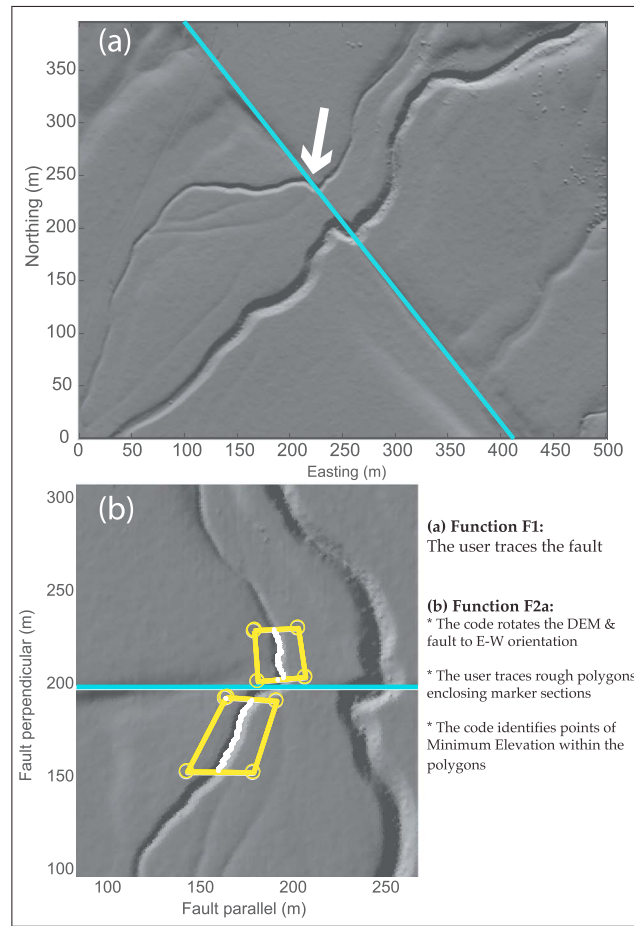 (a)
350
300
250
200
150
100
50
0
Northing (m)
0 50 100 150 200 250 300 350 400 450 500
Easting (m)
(b)
300
250
200
150
100
Fault perpendicular (m)
100 150 200 250
Fault parallel (m)
(a) Function F1:
The user traces the fault
(b) Function F2a:
* The code rotates the DEM &
fault to E-W orientation
* The user traces rough polygons
enclosing marker sections
* The code identifies points of
Minimum Elevation within the
polygons